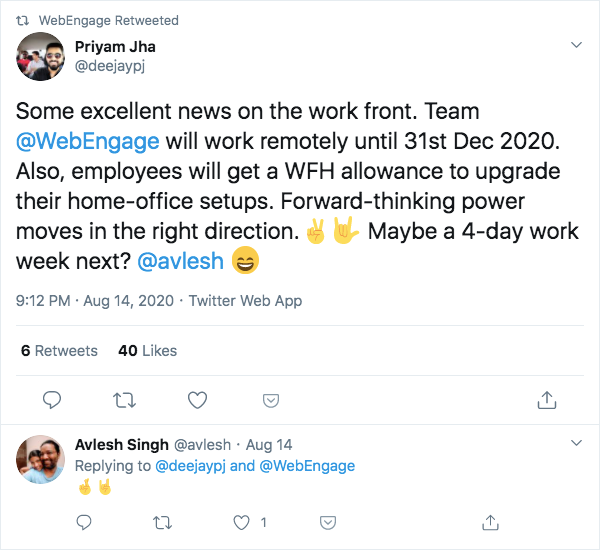 WebEngage Retweeted
Priyam Jha
@deejaypj
Some excellent news on the work front. Team
@WebEngage will work remotely until 31st Dec 2020.
Also, employees will get a WFH allowance to upgrade
their home-office setups. Forward-thinking power
moves in the right direction. ✌️🤟 Maybe a 4-day work
week next? @avlesh 😄
9:12 PM · Aug 14, 2020 · Twitter Web App
6 Retweets 40 Likes
Avlesh Singh @avlesh · Aug 14
Replying to @deejaypj and @WebEngage
🤞🤘
1